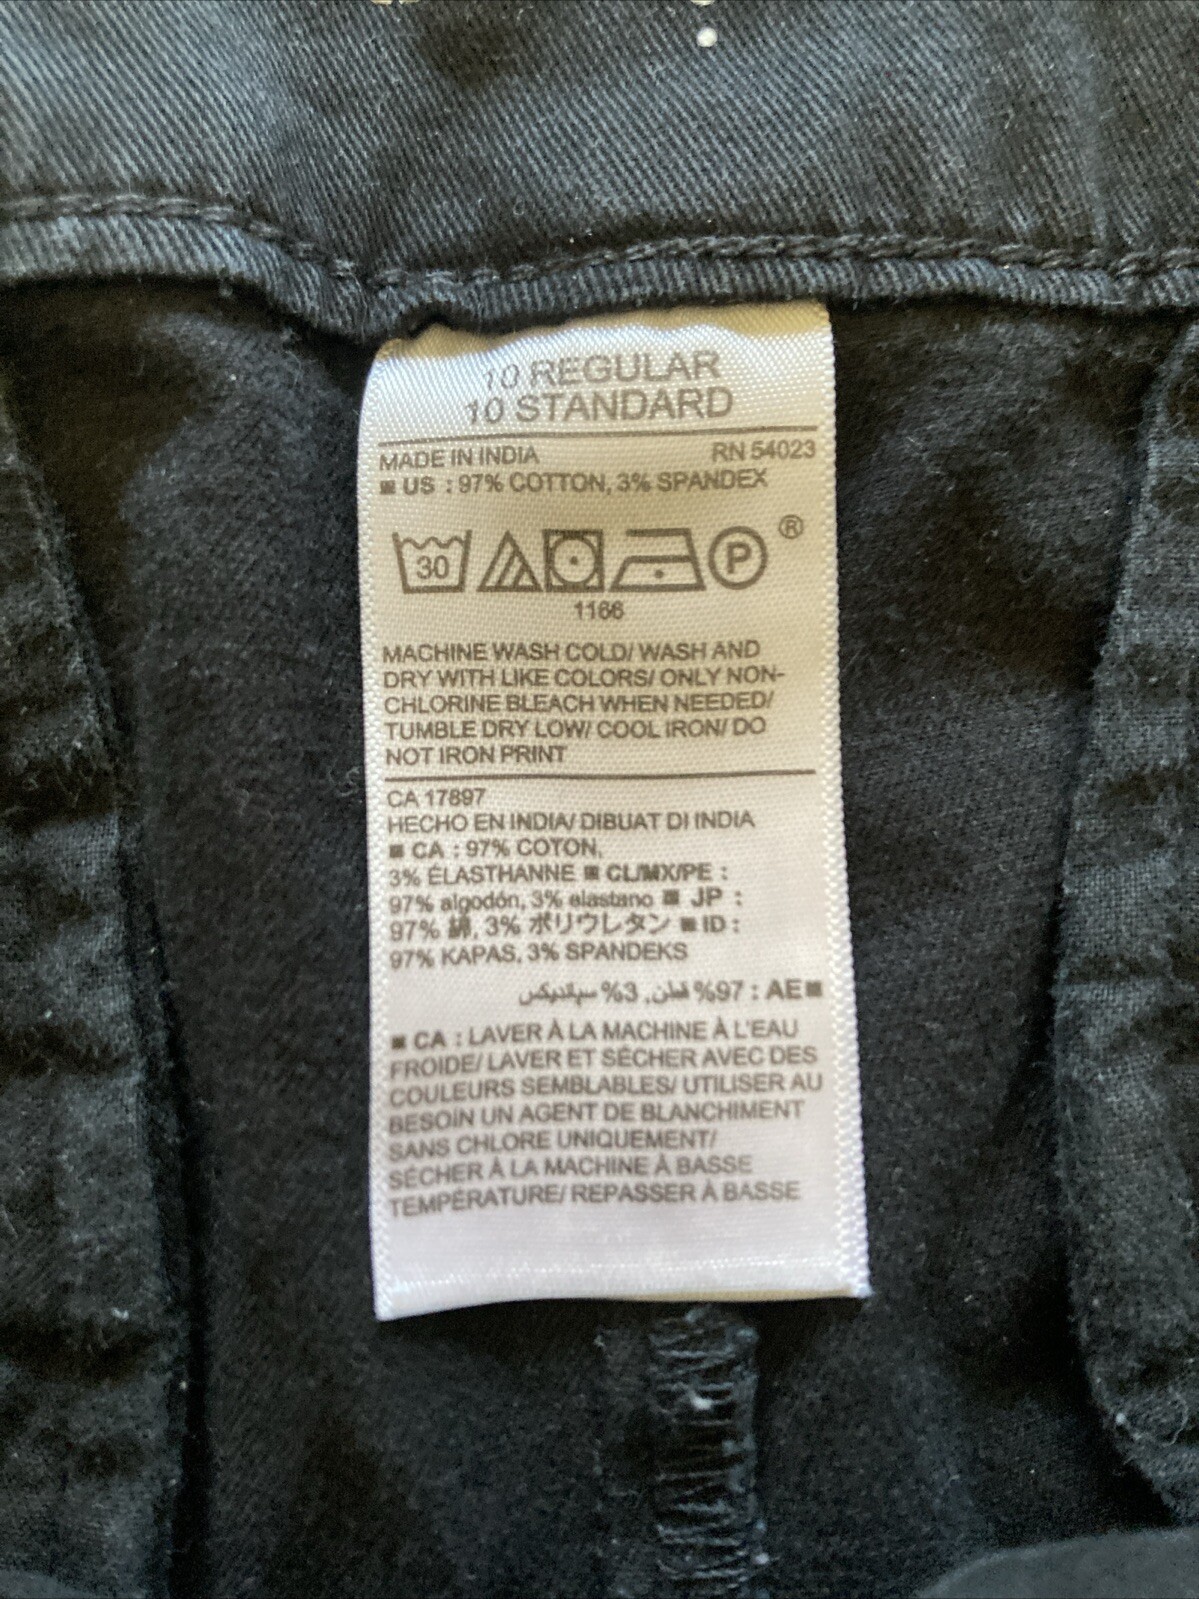 10 REGULAR
10 STANDARD
MADE IN INDIA RN 54023
■ US : 97% COTTON, 3% SPANDEX
30 P ®
1166
MACHINE WASH COLD/ WASH AND
DRY WITH LIKE COLORS/ ONLY NON-
CHLORINE BLEACH WHEN NEEDED/
TUMBLE DRY LOW/ COOL IRON/ DO
NOT IRON PRINT
CA 17897
HECHO EN INDIA/ DIBUAT DI INDIA
■ CA : 97% COTON,
3% ÉLASTHANNE ■ CL/MX/PE :
97% algodón, 3% elastano ■ JP :
97% 綿, 3% ポリウレタン ■ ID :
97% KAPAS, 3% SPANDEKS
■ AE : 97% قطن, 3% سباندیکس
■ CA : LAVER À LA MACHINE À L'EAU
FROIDE/ LAVER ET SÉCHER AVEC DES
COULEURS SEMBLABLES/ UTILISER AU
BESOIN UN AGENT DE BLANCHIMENT
SANS CHLORE UNIQUEMENT/
SÉCHER À LA MACHINE À BASSE
TEMPÉRATURE/ REPASSER À BASSE